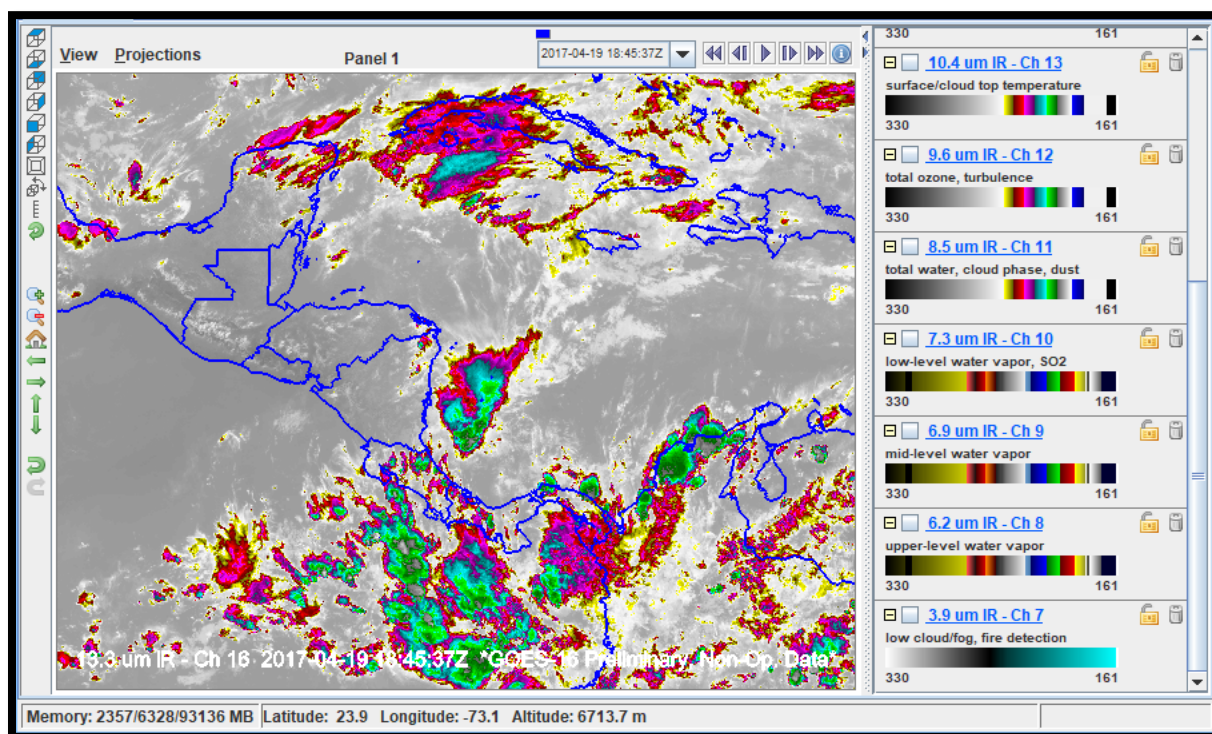 View Projections
Panel 1
2017-04-19 18:45:37Z
13.3 um IR - Ch 16 2017-04-19 18:45:37Z "GOES-16 Preliminary, Non-Op. Data"
330 161
10.4 um IR - Ch 13
surface/cloud top temperature
330 161
9.6 um IR - Ch 12
total ozone, turbulence
330 161
8.5 um IR - Ch 11
total water, cloud phase, dust
330 161
7.3 um IR - Ch 10
low-level water vapor, SO2
330 161
6.9 um IR - Ch 9
mid-level water vapor
330 161
6.2 um IR - Ch 8
upper-level water vapor
330 161
3.9 um IR - Ch 7
low cloud/fog, fire detection
330 161
Memory: 2357/6328/93136 MB Latitude: 23.9 Longitude: -73.1 Altitude: 6713.7 m